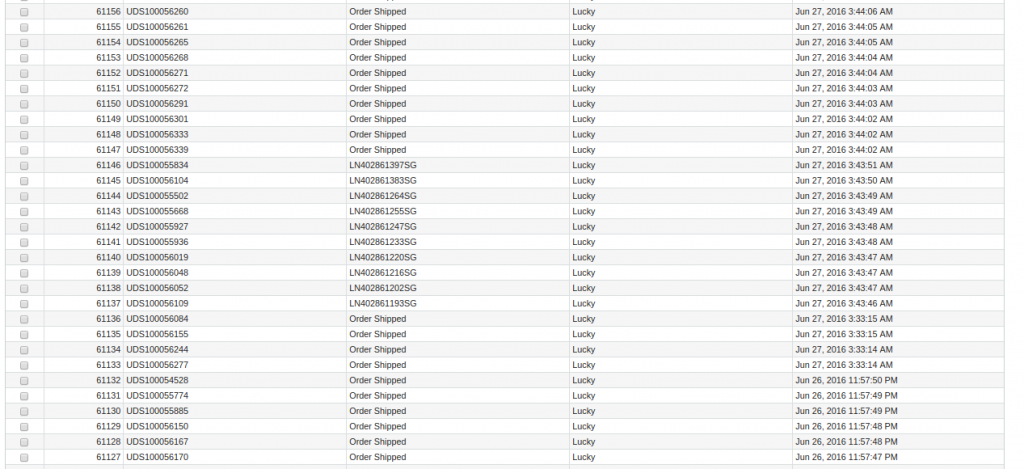 61156 UDS100056260 Order Shipped Lucky Jun 27, 2016 3:44:06 AM
61155 UDS100056261 Order Shipped Lucky Jun 27, 2016 3:44:05 AM
61154 UDS100056265 Order Shipped Lucky Jun 27, 2016 3:44:05 AM
61153 UDS100056268 Order Shipped Lucky Jun 27, 2016 3:44:04 AM
61152 UDS100056271 Order Shipped Lucky Jun 27, 2016 3:44:04 AM
61151 UDS100056272 Order Shipped Lucky Jun 27, 2016 3:44:03 AM
61150 UDS100056291 Order Shipped Lucky Jun 27, 2016 3:44:03 AM
61149 UDS100056301 Order Shipped Lucky Jun 27, 2016 3:44:02 AM
61148 UDS100056333 Order Shipped Lucky Jun 27, 2016 3:44:02 AM
61147 UDS100056339 Order Shipped Lucky Jun 27, 2016 3:44:02 AM
61146 UDS100055834 LN402861397SG Lucky Jun 27, 2016 3:43:51 AM
61145 UDS100056104 LN402861383SG Lucky Jun 27, 2016 3:43:50 AM
61144 UDS100055502 LN402861264SG Lucky Jun 27, 2016 3:43:49 AM
61143 UDS100055668 LN402861255SG Lucky Jun 27, 2016 3:43:49 AM
61142 UDS100055927 LN402861247SG Lucky Jun 27, 2016 3:43:48 AM
61141 UDS100055936 LN402861233SG Lucky Jun 27, 2016 3:43:48 AM
61140 UDS100056019 LN402861220SG Lucky Jun 27, 2016 3:43:47 AM
61139 UDS100056048 LN402861216SG Lucky Jun 27, 2016 3:43:47 AM
61138 UDS100056052 LN402861202SG Lucky Jun 27, 2016 3:43:47 AM
61137 UDS100056109 LN402861193SG Lucky Jun 27, 2016 3:43:46 AM
61136 UDS100056084 Order Shipped Lucky Jun 27, 2016 3:33:15 AM
61135 UDS100056155 Order Shipped Lucky Jun 27, 2016 3:33:15 AM
61134 UDS100056244 Order Shipped Lucky Jun 27, 2016 3:33:14 AM
61133 UDS100056277 Order Shipped Lucky Jun 27, 2016 3:33:14 AM
61132 UDS100054528 Order Shipped Lucky Jun 26, 2016 11:57:50 PM
61131 UDS100055774 Order Shipped Lucky Jun 26, 2016 11:57:49 PM
61130 UDS100055885 Order Shipped Lucky Jun 26, 2016 11:57:49 PM
61129 UDS100056150 Order Shipped Lucky Jun 26, 2016 11:57:48 PM
61128 UDS100056167 Order Shipped Lucky Jun 26, 2016 11:57:48 PM
61127 UDS100056170 Order Shipped Lucky Jun 26, 2016 11:57:47 PM